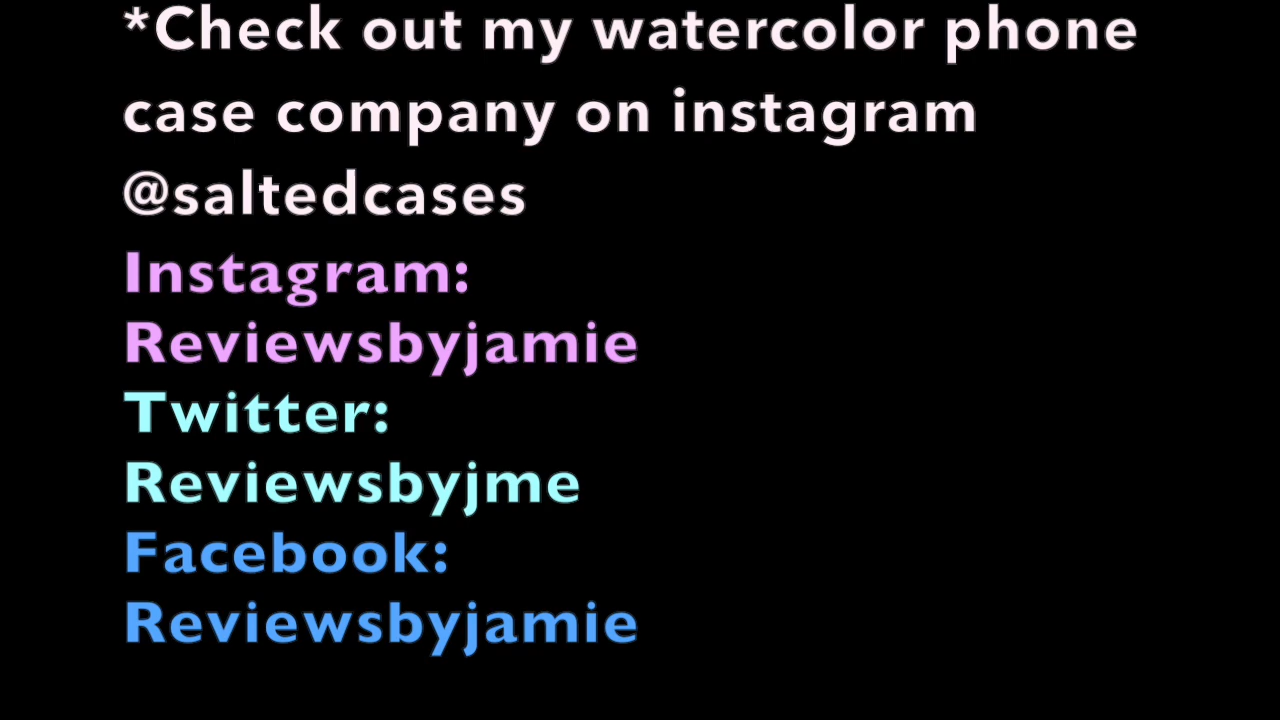 *Check out my watercolor phone
case company on instagram
@saltedcases
Instagram:
Reviewsbyjamie
Twitter:
Reviewsbyjme
Facebook:
Reviewsbyjamie